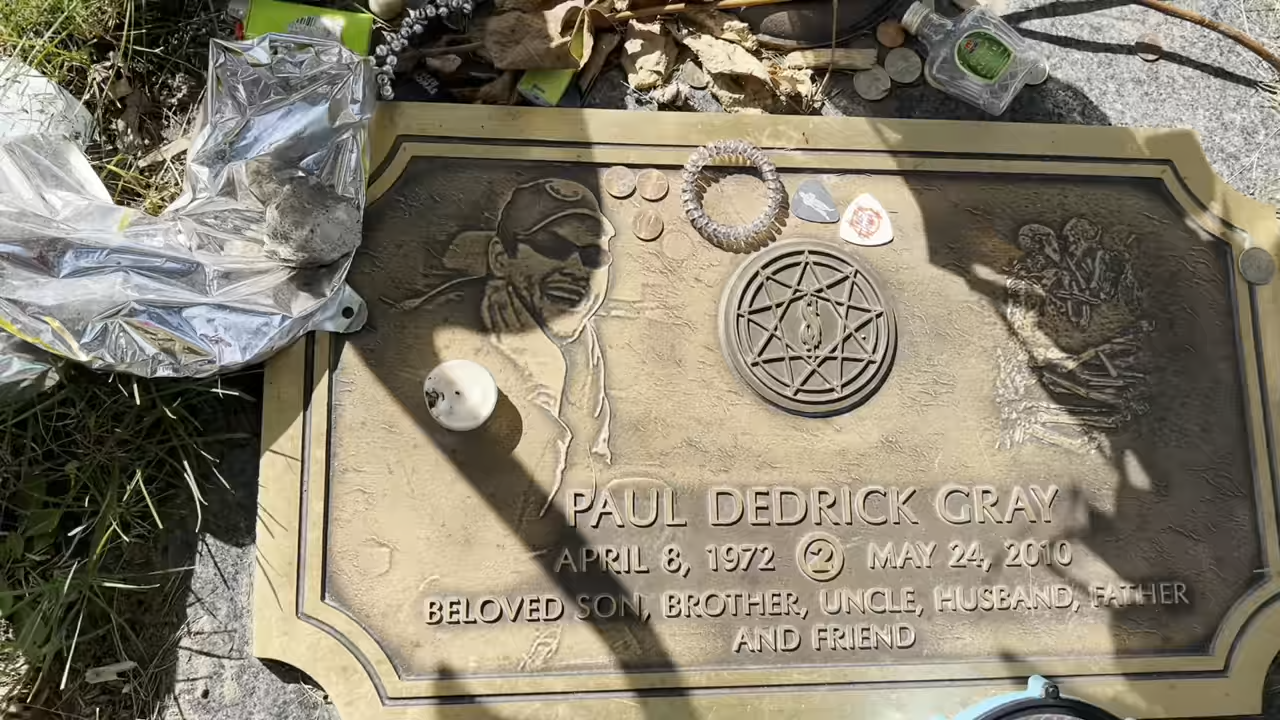 PAUL DEDRICK GRAY
APRIL 8, 1972 2 MAY 24, 2010
BELOVED SON, BROTHER, UNCLE, HUSBAND, FATHER
AND FRIEND